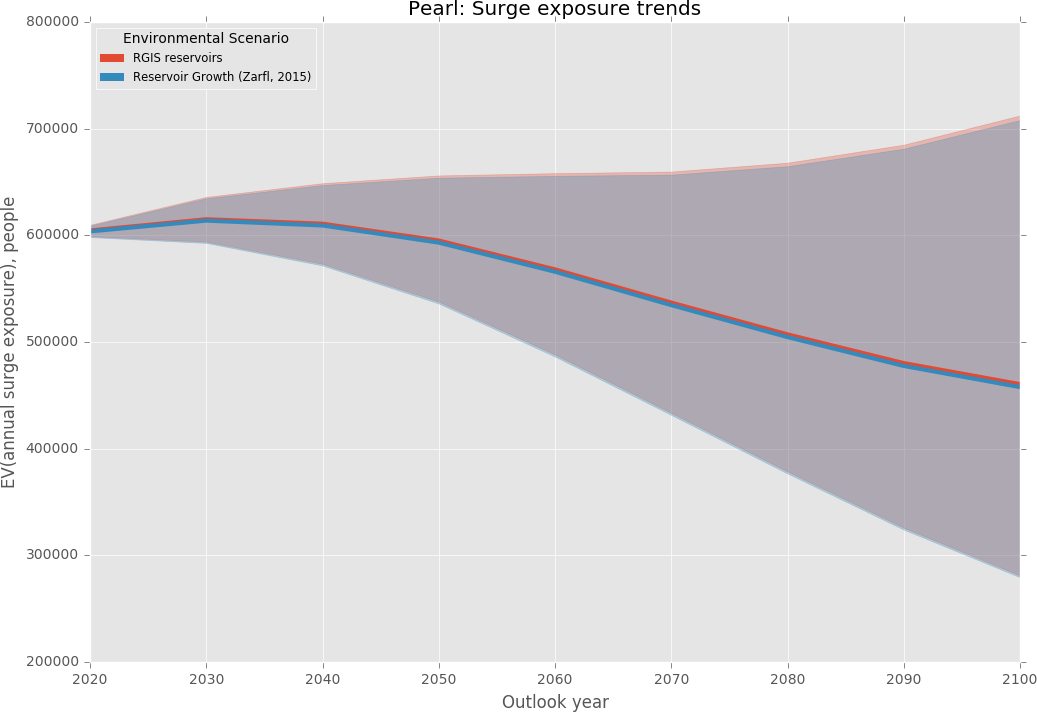 Pearl: Surge exposure trends
800000
700000
600000
500000
400000
300000
200000
EV(annual surge exposure), people
Environmental Scenario
RGIS reservoirs
Reservoir Growth (Zarfl, 2015)
2020 2030 2040 2050 2060 2070 2080 2090 2100
Outlook year